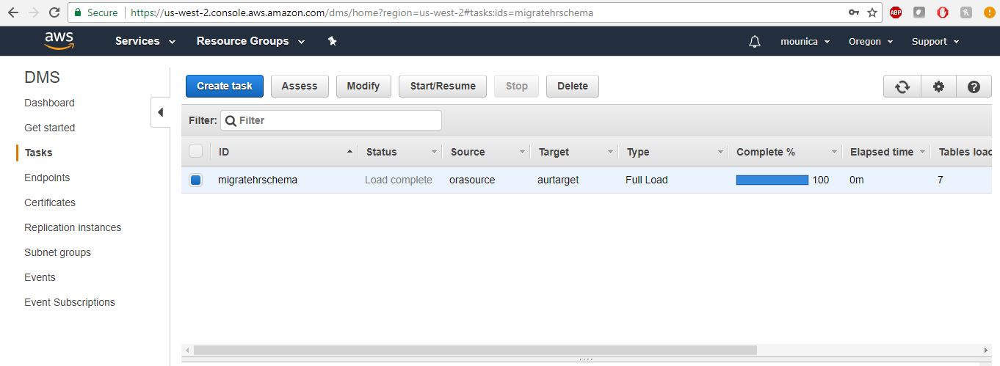 Secure https://us-west-2.console.aws.amazon.com/dms/home?region=us-west-2#tasks:ids=migratehrschema ABP
aws Services Resource Groups mounica Oregon Support
DMS
Create task Assess Modify Start/Resume Stop Delete
Dashboard
Get started
Filter: Filter
Tasks
ID Status Source Target Type Complete % Elapsed time Tables load
Endpoints
migratehrschema Load complete orasource aurtarget Full Load 100 0m 7
Certificates
Replication instances
Subnet groups
Events
Event Subscriptions